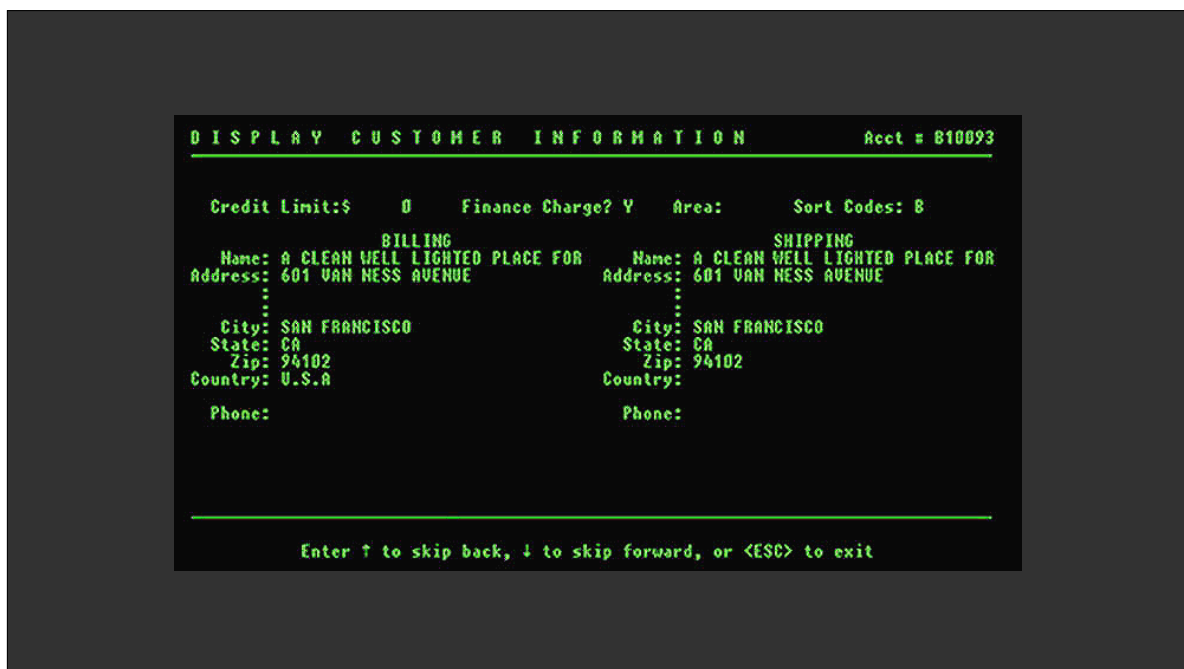 DISPLAY CUSTOMER INFORMATION Acct # 810093
Credit Limit:$ 0 Finance Charge? Y Area: Sort Codes: B
BILLING SHIPPING
Name: A CLEAN WELL LIGHTED PLACE FOR Name: A CLEAN WELL LIGHTED PLACE FOR
Address: 601 VAN NESS AVENUE Address: 601 VAN NESS AVENUE
: :
: :
City: SAN FRANCISCO City: SAN FRANCISCO
State: CA State: CA
Zip: 94102 Zip: 94102
Country: U.S.A Country:
Phone: Phone:
Enter ↑ to skip back, ↓ to skip forward, or <ESC> to exit